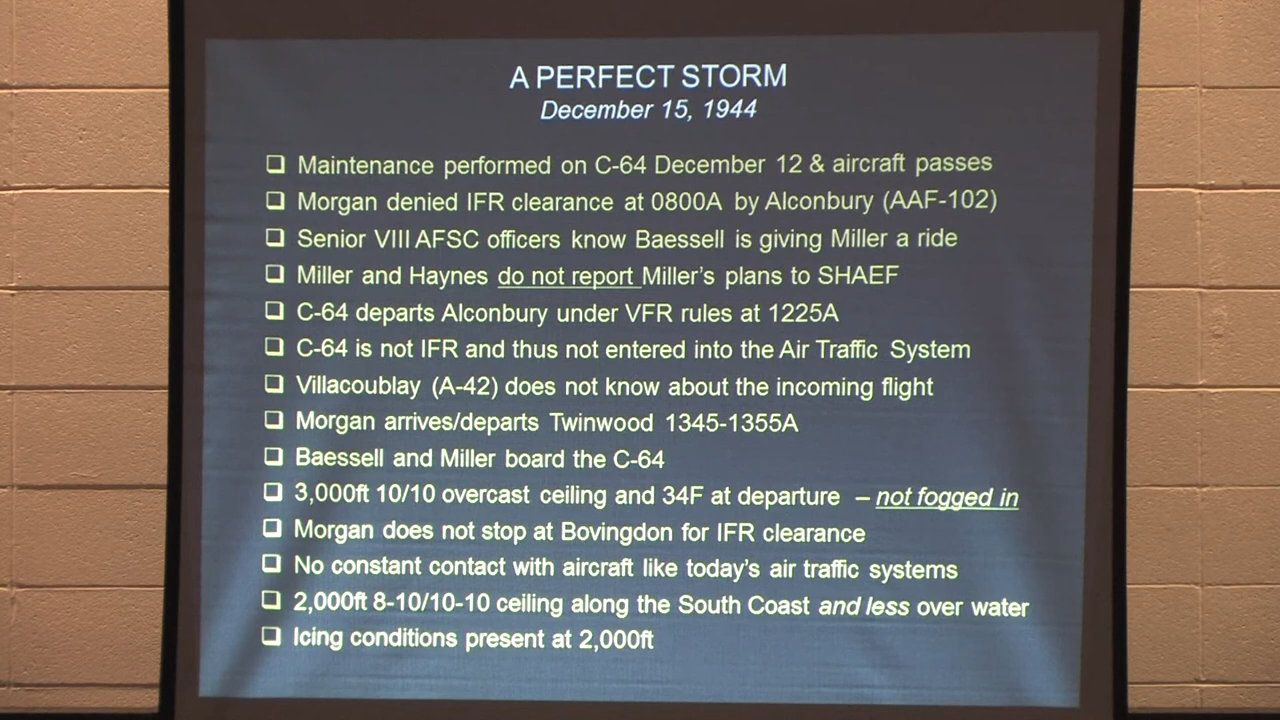 A PERFECT STORM
December 15, 1944
❑ Maintenance performed on C-64 December 12 & aircraft passes
❑ Morgan denied IFR clearance at 0800A by Alconbury (AAF-102)
❑ Senior VIII AFSC officers know Baessell is giving Miller a ride
❑ Miller and Haynes do not report Miller's plans to SHAEF
❑ C-64 departs Alconbury under VFR rules at 1225A
❑ C-64 is not IFR and thus not entered into the Air Traffic System
❑ Villacoublay (A-42) does not know about the incoming flight
❑ Morgan arrives/departs Twinwood 1345-1355A
❑ Baessell and Miller board the C-64
❑ 3,000ft 10/10 overcast ceiling and 34F at departure – not fogged in
❑ Morgan does not stop at Bovingdon for IFR clearance
❑ No constant contact with aircraft like today's air traffic systems
❑ 2,000ft 8-10/10-10 ceiling along the South Coast and less over water
❑ Icing conditions present at 2,000ft